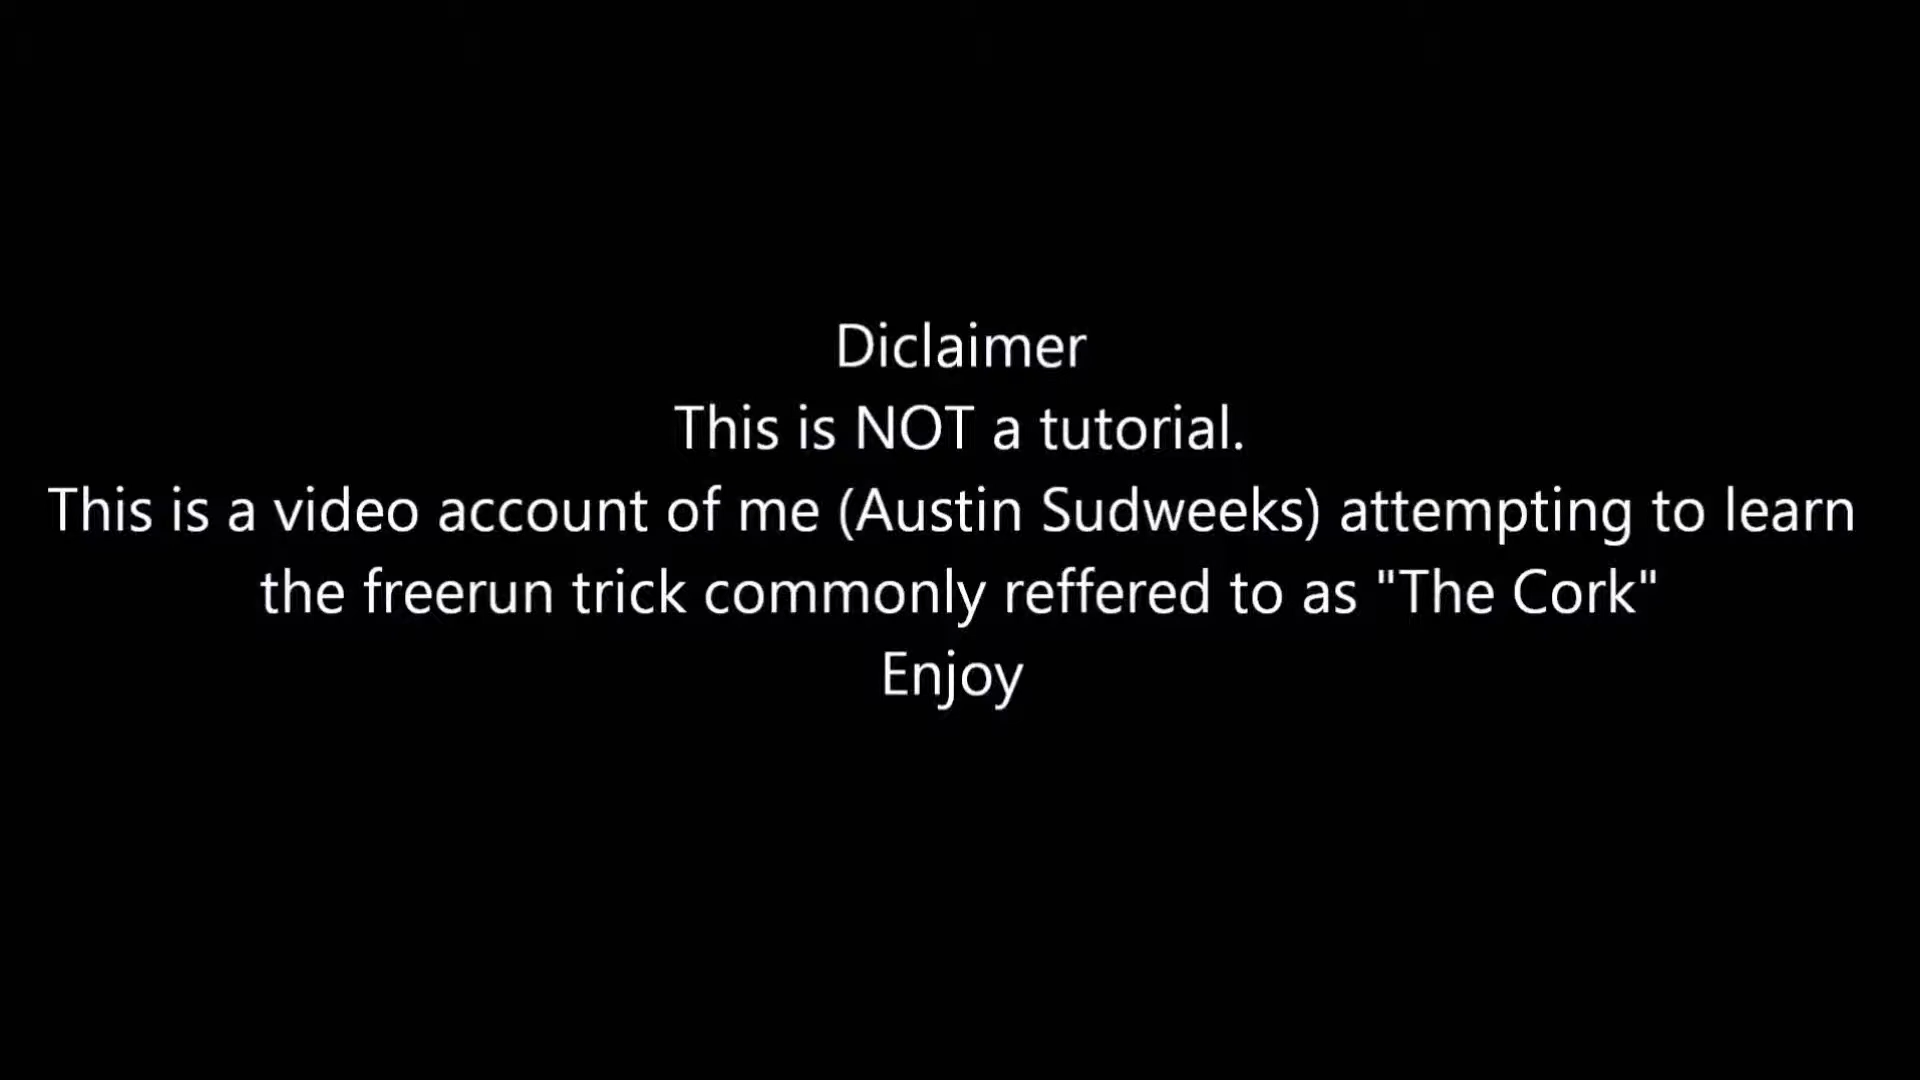 Diclaimer
This is NOT a tutorial.
This is a video account of me (Austin Sudweeks) attempting to learn
the freerun trick commonly reffered to as "The Cork"
Enjoy